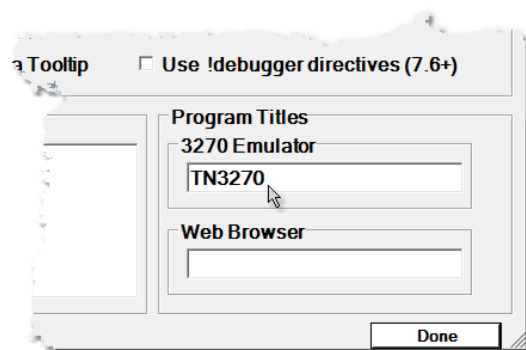 a Tooltip
Use !debugger directives (7.6+)
Program Titles
3270 Emulator
TN3270
Web Browser
Done